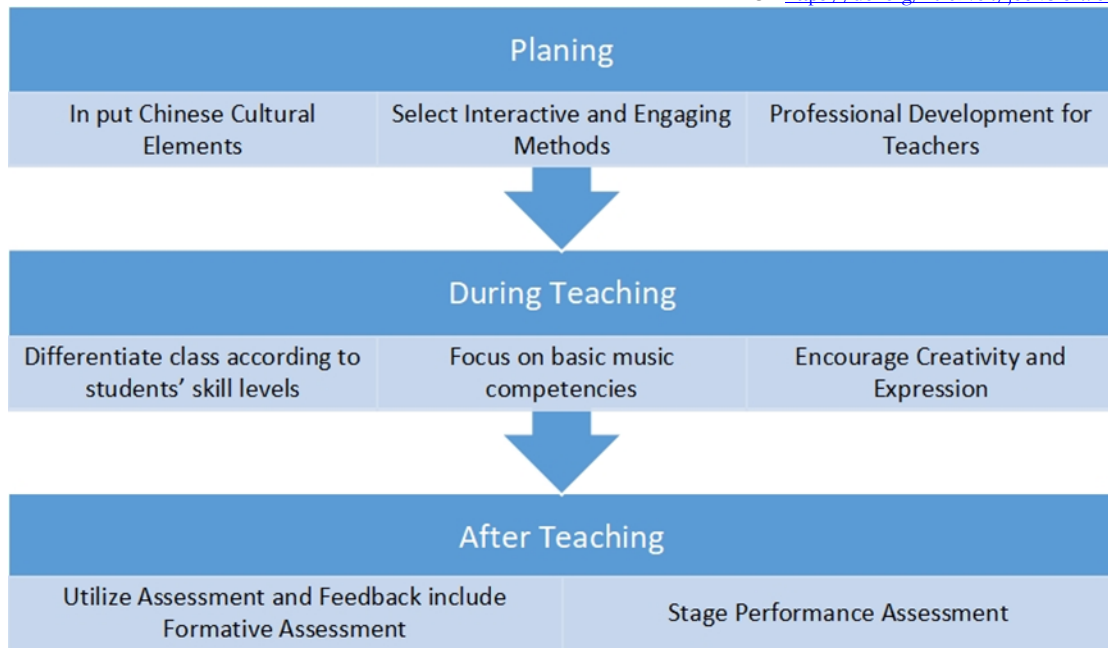 Planing
In put Chinese Cultural
Elements
Select Interactive and Engaging
Methods
Professional Development for
Teachers
During Teaching
Differentiate class according to
students’ skill levels
Focus on basic music
competencies
Encourage Creativity and
Expression
After Teaching
Utilize Assessment and Feedback include
Formative Assessment
Stage Performance Assessment